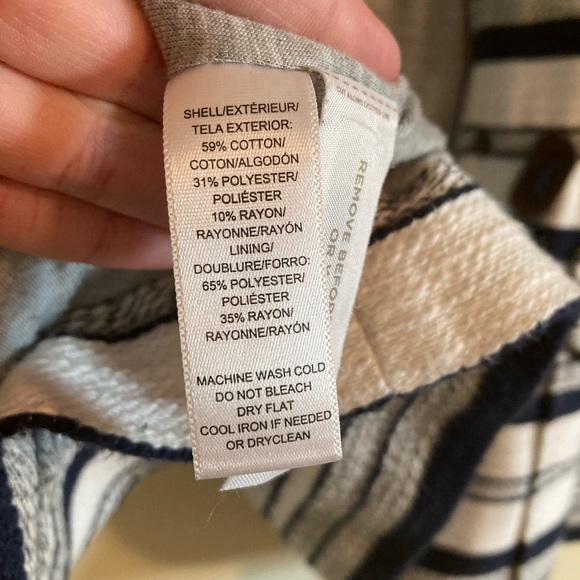 SHELL/EXTÉRIEUR/
TELA EXTERIOR:
59% COTTON/
COTON/ALGODÓN
31% POLYESTER/
POLIÉSTER
10% RAYON/
RAYONNE/RAYÓN
LINING/
DOUBLURE/FORRO:
65% POLYESTER/
POLIÉSTER
35% RAYON/
RAYONNE/RAYÓN
MACHINE WASH COLD
DO NOT BLEACH
DRY FLAT
COOL IRON IF NEEDED
OR DRYCLEAN
REMOVE BEFOR
OR